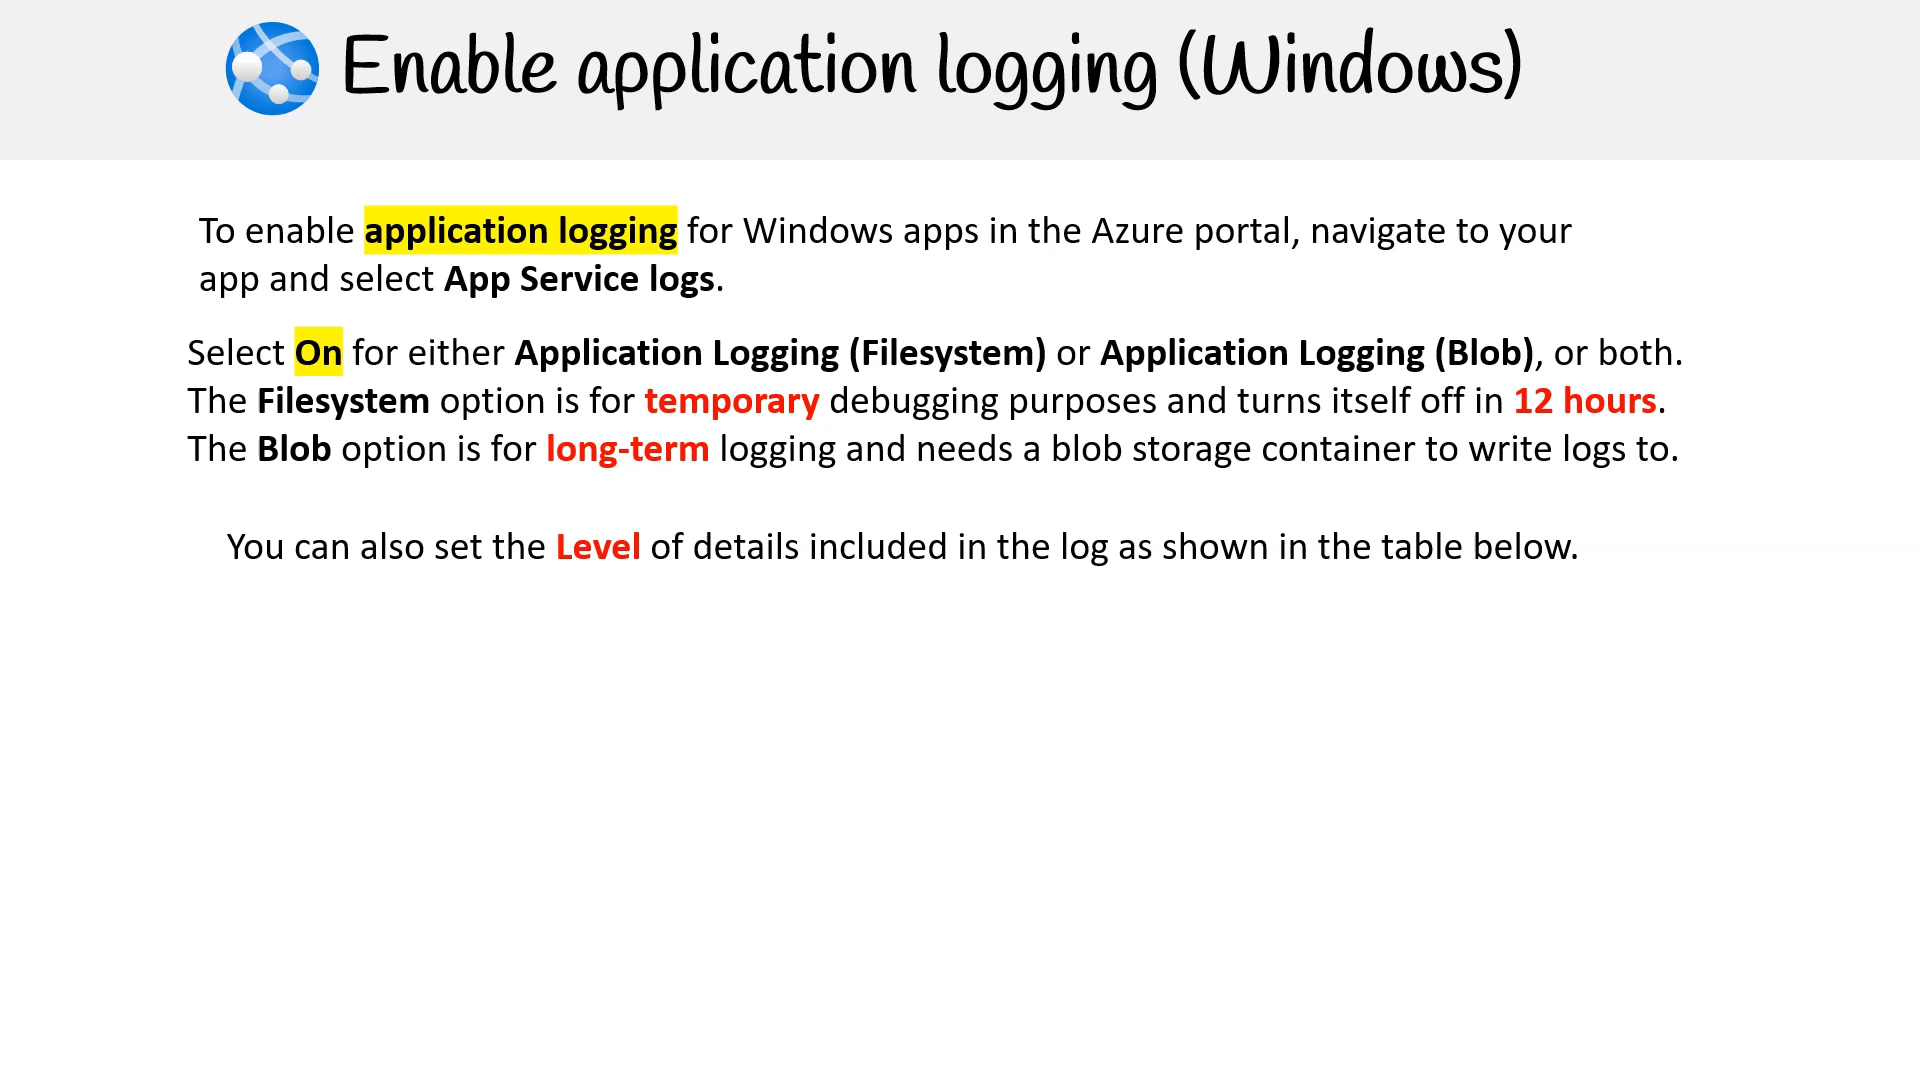 Enable application logging (Windows)
To enable application logging for Windows apps in the Azure portal, navigate to your
app and select App Service logs.
Select On for either Application Logging (Filesystem) or Application Logging (Blob), or both.
The Filesystem option is for temporary debugging purposes and turns itself off in 12 hours.
The Blob option is for long-term logging and needs a blob storage container to write logs to.
You can also set the Level of details included in the log as shown in the table below.